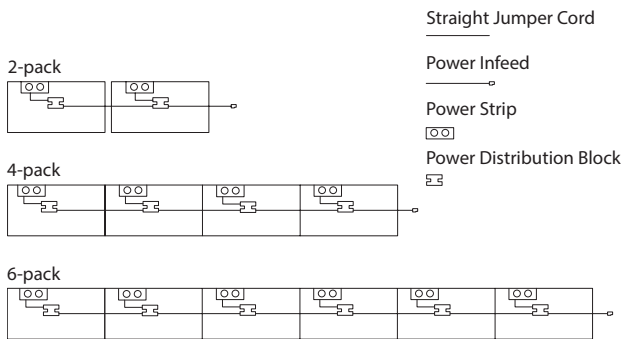 Straight Jumper Cord
Power Infeed
2-pack
Power Strip
Power Distribution Block
4-pack
6-pack